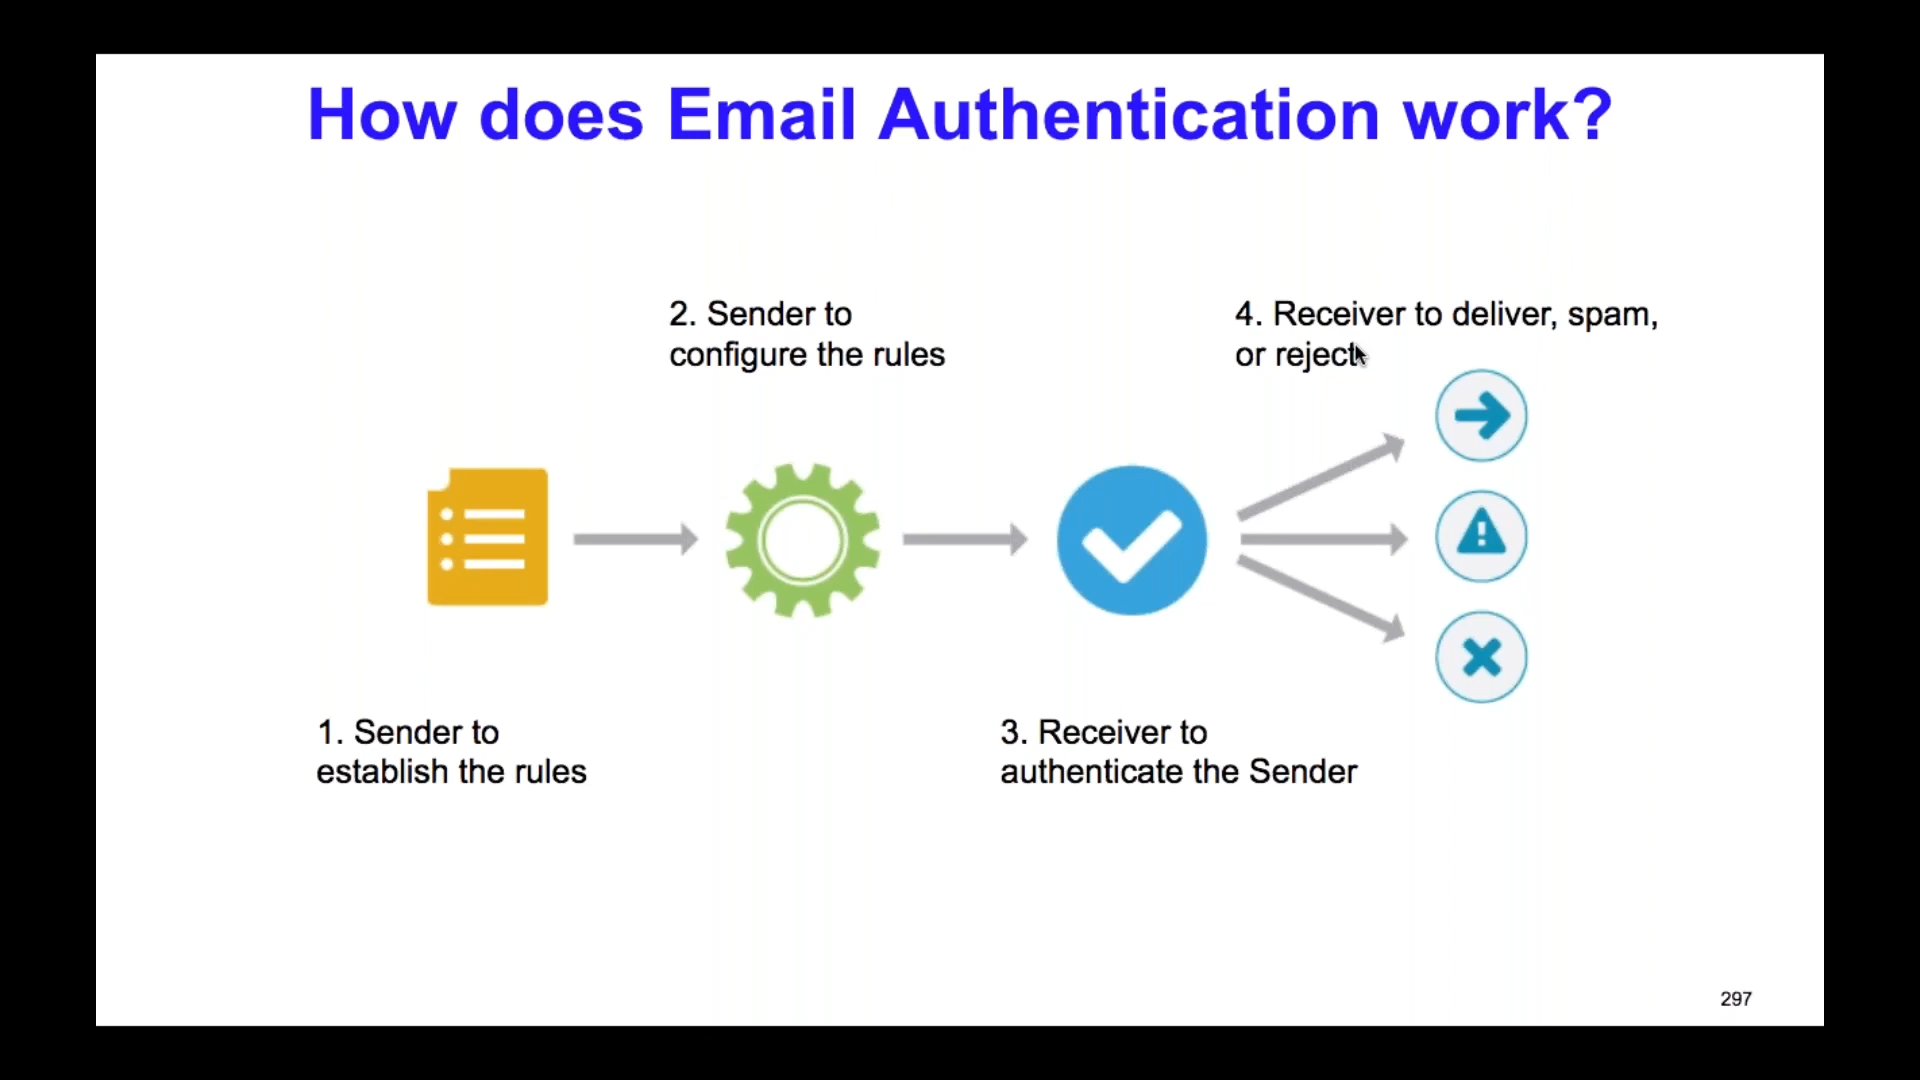 How does Email Authentication work?
2. Sender to
configure the rules
4. Receiver to deliver, spam,
or reject
1. Sender to
establish the rules
3. Receiver to
authenticate the Sender
297